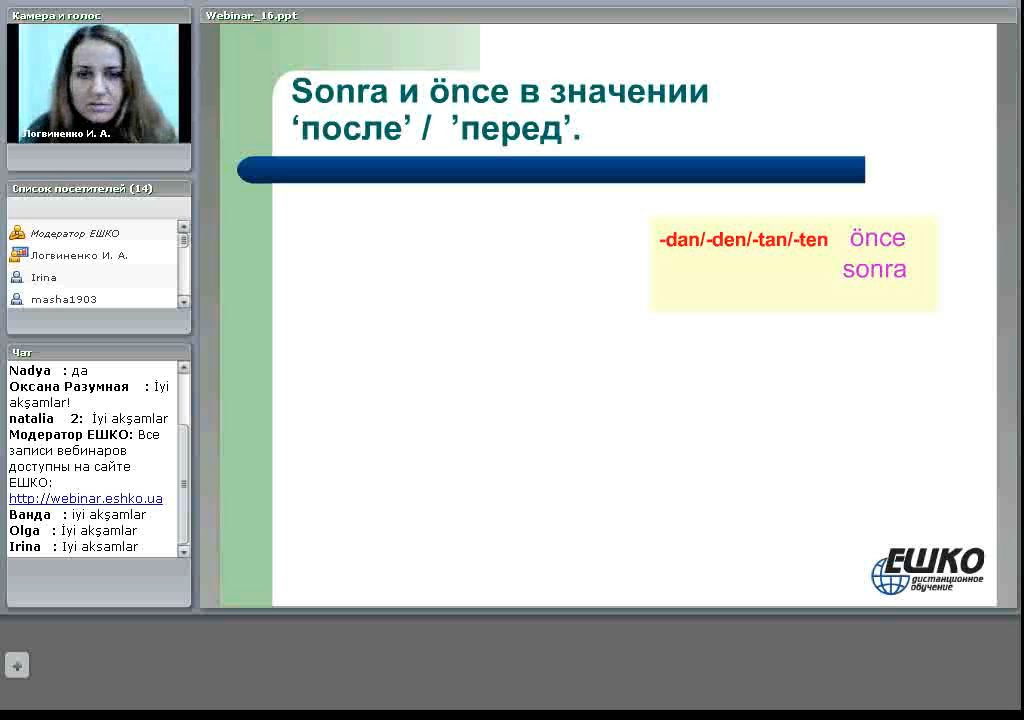 Камера и голос
Логвиненко И. А.
Список посетителей (14)
Модератор ЕШКО
Логвиненко И. А.
Irina
masha1903
Чат
Nadya : да
Оксана Разумная : İyi
akşamlar!
natalia 2: İyi akşamlar
Модератор ЕШКО: Все
записи вебинаров
доступны на сайте
ЕШКО:
http://webinar.eshko.ua
Ванда : iyi akşamlar
Olga : İyi akşamlar
Irina : Iyi aksamlar
Webinar_16.ppt
Sonra и önce в значении
‘после’ / ’перед’.
-dan/-den/-tan/-ten önce
sonra
ЕШКО
дистанционное
обучение